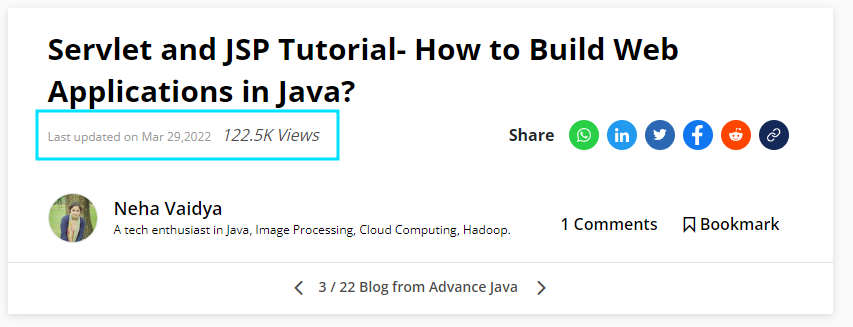 Servlet and JSP Tutorial- How to Build Web
Applications in Java?
Last updated on Mar 29,2022 122.5K Views
Share
Neha Vaidya
A tech enthusiast in Java, Image Processing, Cloud Computing, Hadoop.
1 Comments
Bookmark
3 / 22 Blog from Advance Java